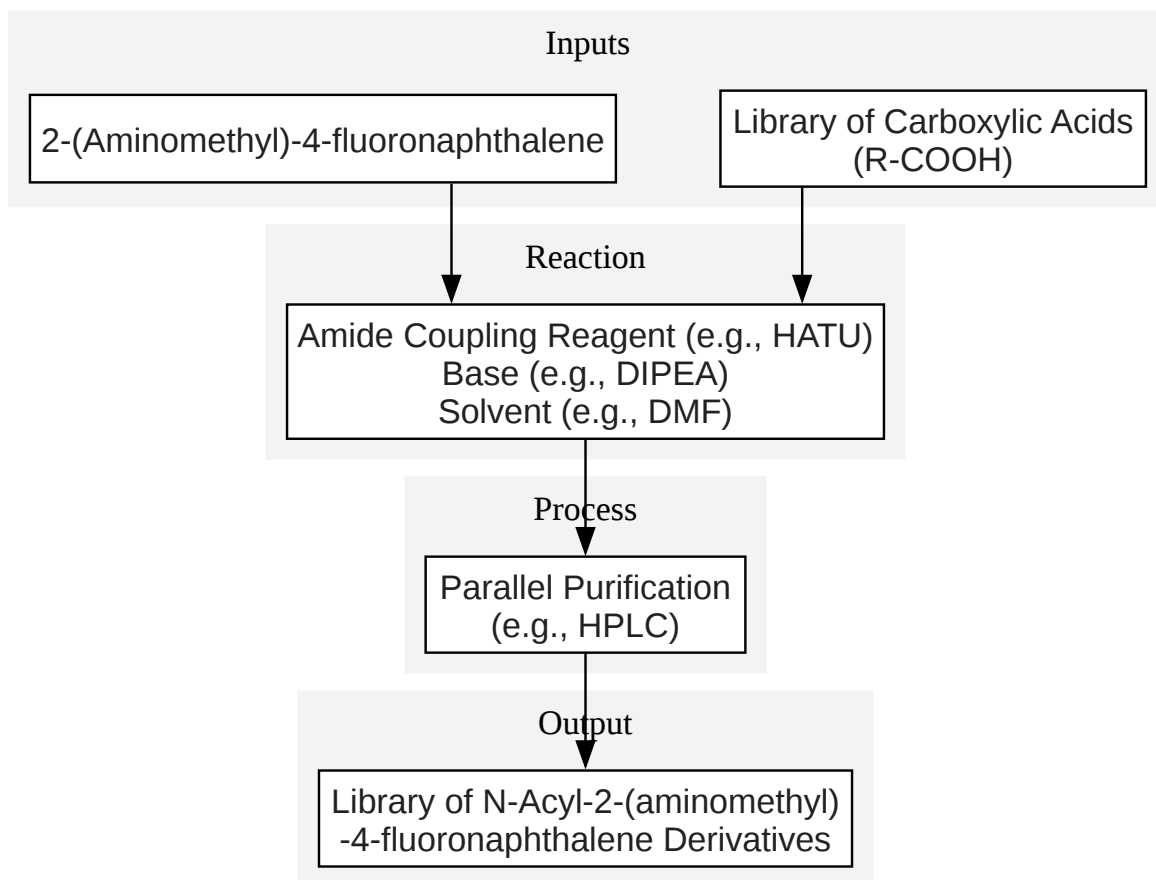 Inputs
2-(Aminomethyl)-4-fluoronaphthalene
Library of Carboxylic Acids
(R-COOH)
Reaction
Amide Coupling Reagent (e.g., HATU)
Base (e.g., DIPEA)
Solvent (e.g., DMF)
Process
Parallel Purification
(e.g., HPLC)
Output
Library of N-Acyl-2-(aminomethyl)
-4-fluoronaphthalene Derivatives